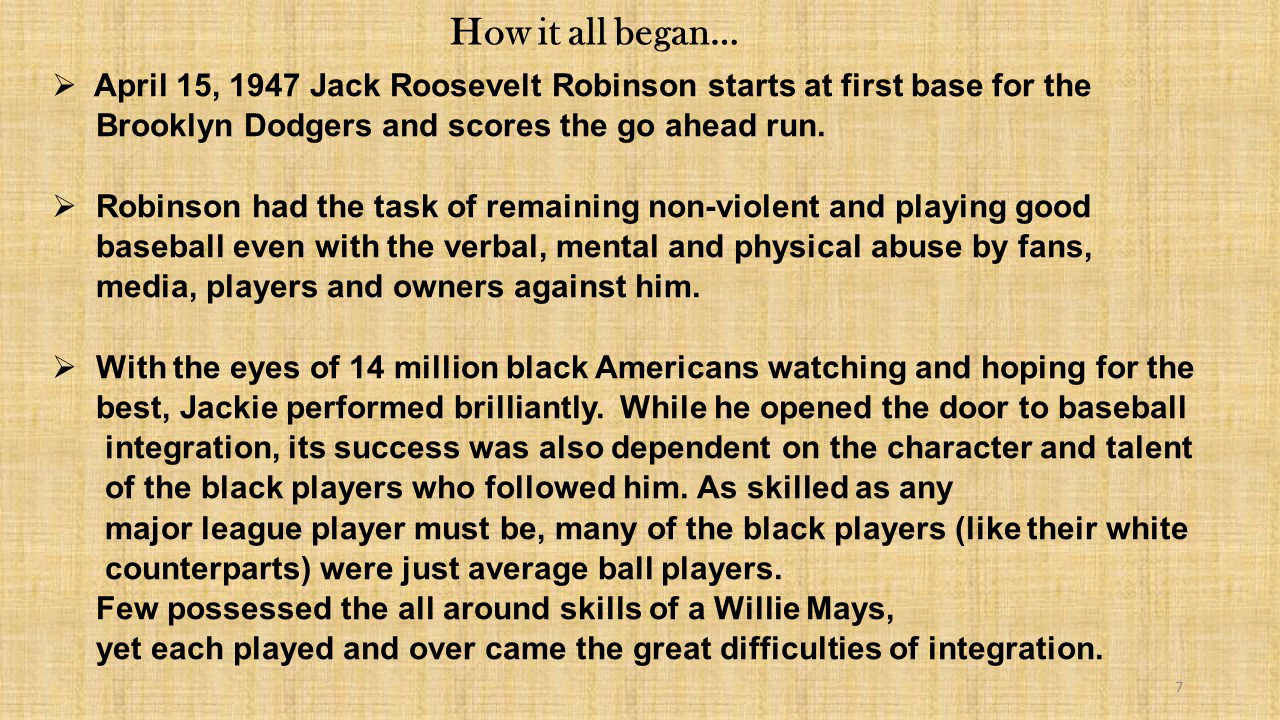 How it all began...
➢ April 15, 1947 Jack Roosevelt Robinson starts at first base for the
Brooklyn Dodgers and scores the go ahead run.
➢ Robinson had the task of remaining non-violent and playing good
baseball even with the verbal, mental and physical abuse by fans,
media, players and owners against him.
➢ With the eyes of 14 million black Americans watching and hoping for the
best, Jackie performed brilliantly. While he opened the door to baseball
integration, its success was also dependent on the character and talent
of the black players who followed him. As skilled as any
major league player must be, many of the black players (like their white
counterparts) were just average ball players.
Few possessed the all around skills of a Willie Mays,
yet each played and over came the great difficulties of integration.
7